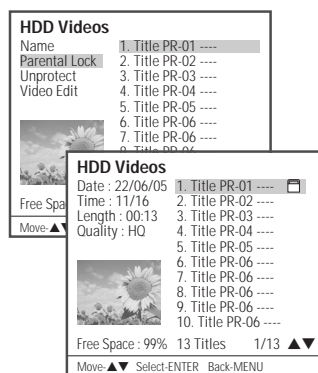 HDD Videos
Name
Parental Lock
Unprotect
Video Edit
1. Title PR-01 ----
2. Title PR-02 ----
3. Title PR-03 ----
4. Title PR-04 ----
5. Title PR-05 ----
6. Title PR-06 ----
7. Title PR-06 ----
Free Spa
Move-▲
HDD Videos
Date : 22/06/05
Time : 11/16
Length : 00:13
Quality : HQ
1. Title PR-01 ----
2. Title PR-02 ----
3. Title PR-03 ----
4. Title PR-04 ----
5. Title PR-05 ----
6. Title PR-06 ----
7. Title PR-06 ----
8. Title PR-06 ----
9. Title PR-06 ----
10. Title PR-06 ----
Free Space : 99% 13 Titles 1/13 ▲▼
Move-▲▼ Select-ENTER Back-MENU